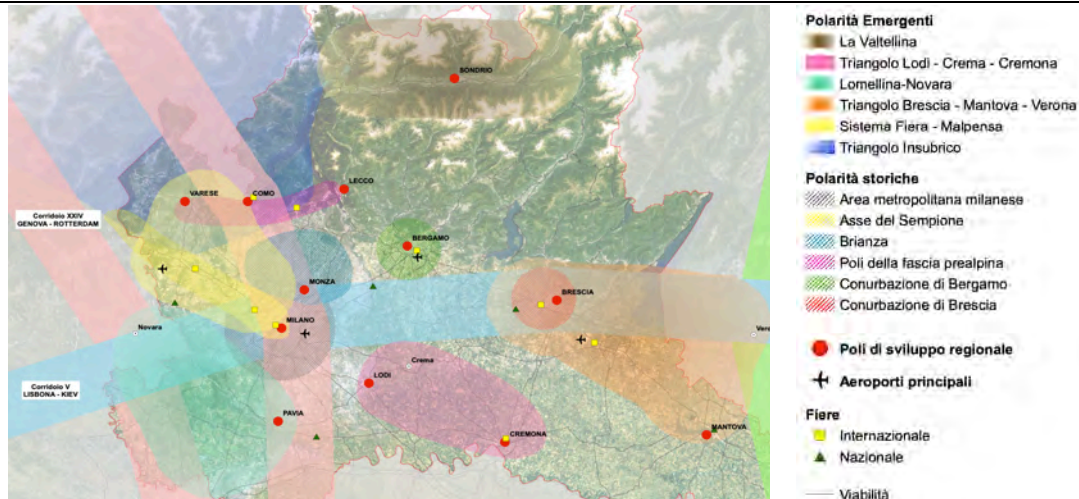 SONDRIO
LECCO
VARESE
COMO
Corridoio XXIV
GENOVA - ROTTERDAM
BERGAMO
MONZA
BRESCIA
MILANO
Novara
Vero
Crema
LODI
Corridoio V
LISBONA - KIEV
PAVIA
CREMONA
MANTOVA
Polarità Emergenti
La Valtellina
Triangolo Lodi - Crema - Cremona
Lomellina-Novara
Triangolo Brescia - Mantova - Verona
Sistema Fiera - Malpensa
Triangolo Insubrico
Polarità storiche
Area metropolitana milanese
Asse del Sempione
Brianza
Poli della fascia prealpina
Conurbazione di Bergamo
Conurbazione di Brescia
Poli di sviluppo regionale
Aeroporti principali
Fiere
Internazionale
Nazionale
Viabilità